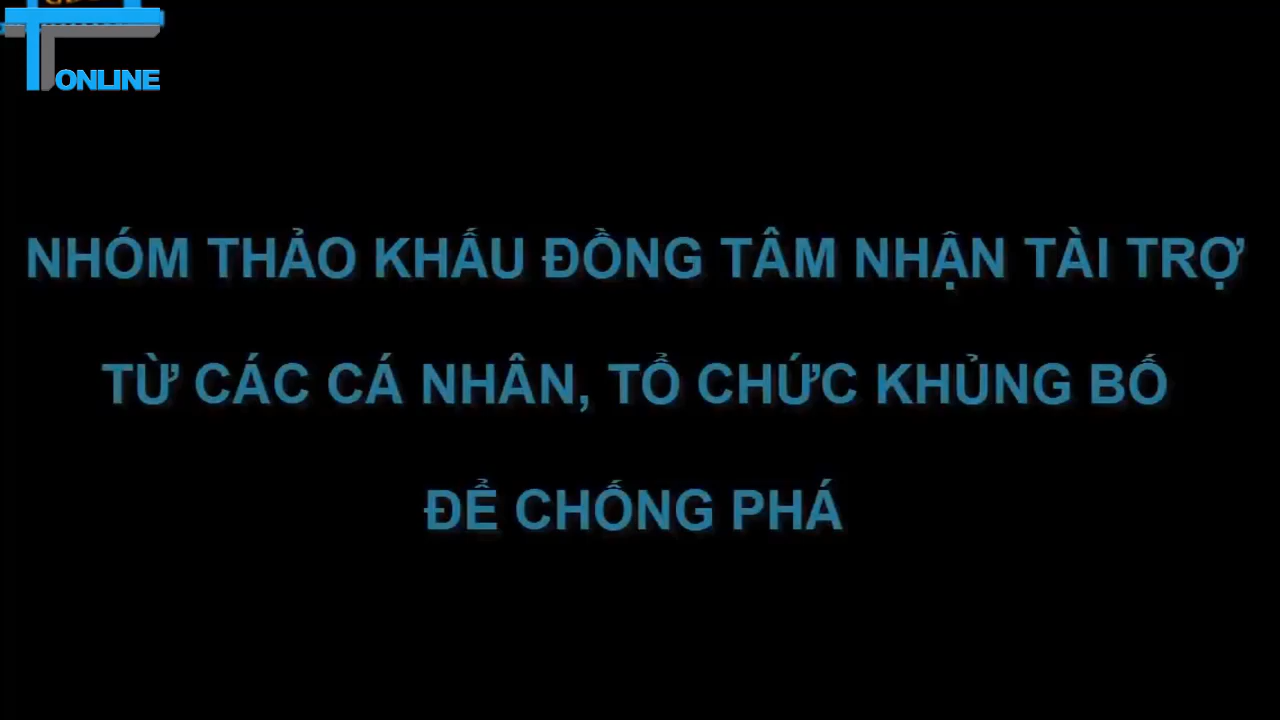 ONLINE
NHÓM THẢO KHẤU ĐỒNG TÂM NHẬN TÀI TRỢ
TỪ CÁC CÁ NHÂN, TỔ CHỨC KHỦNG BỐ
ĐỂ CHỐNG PHÁ